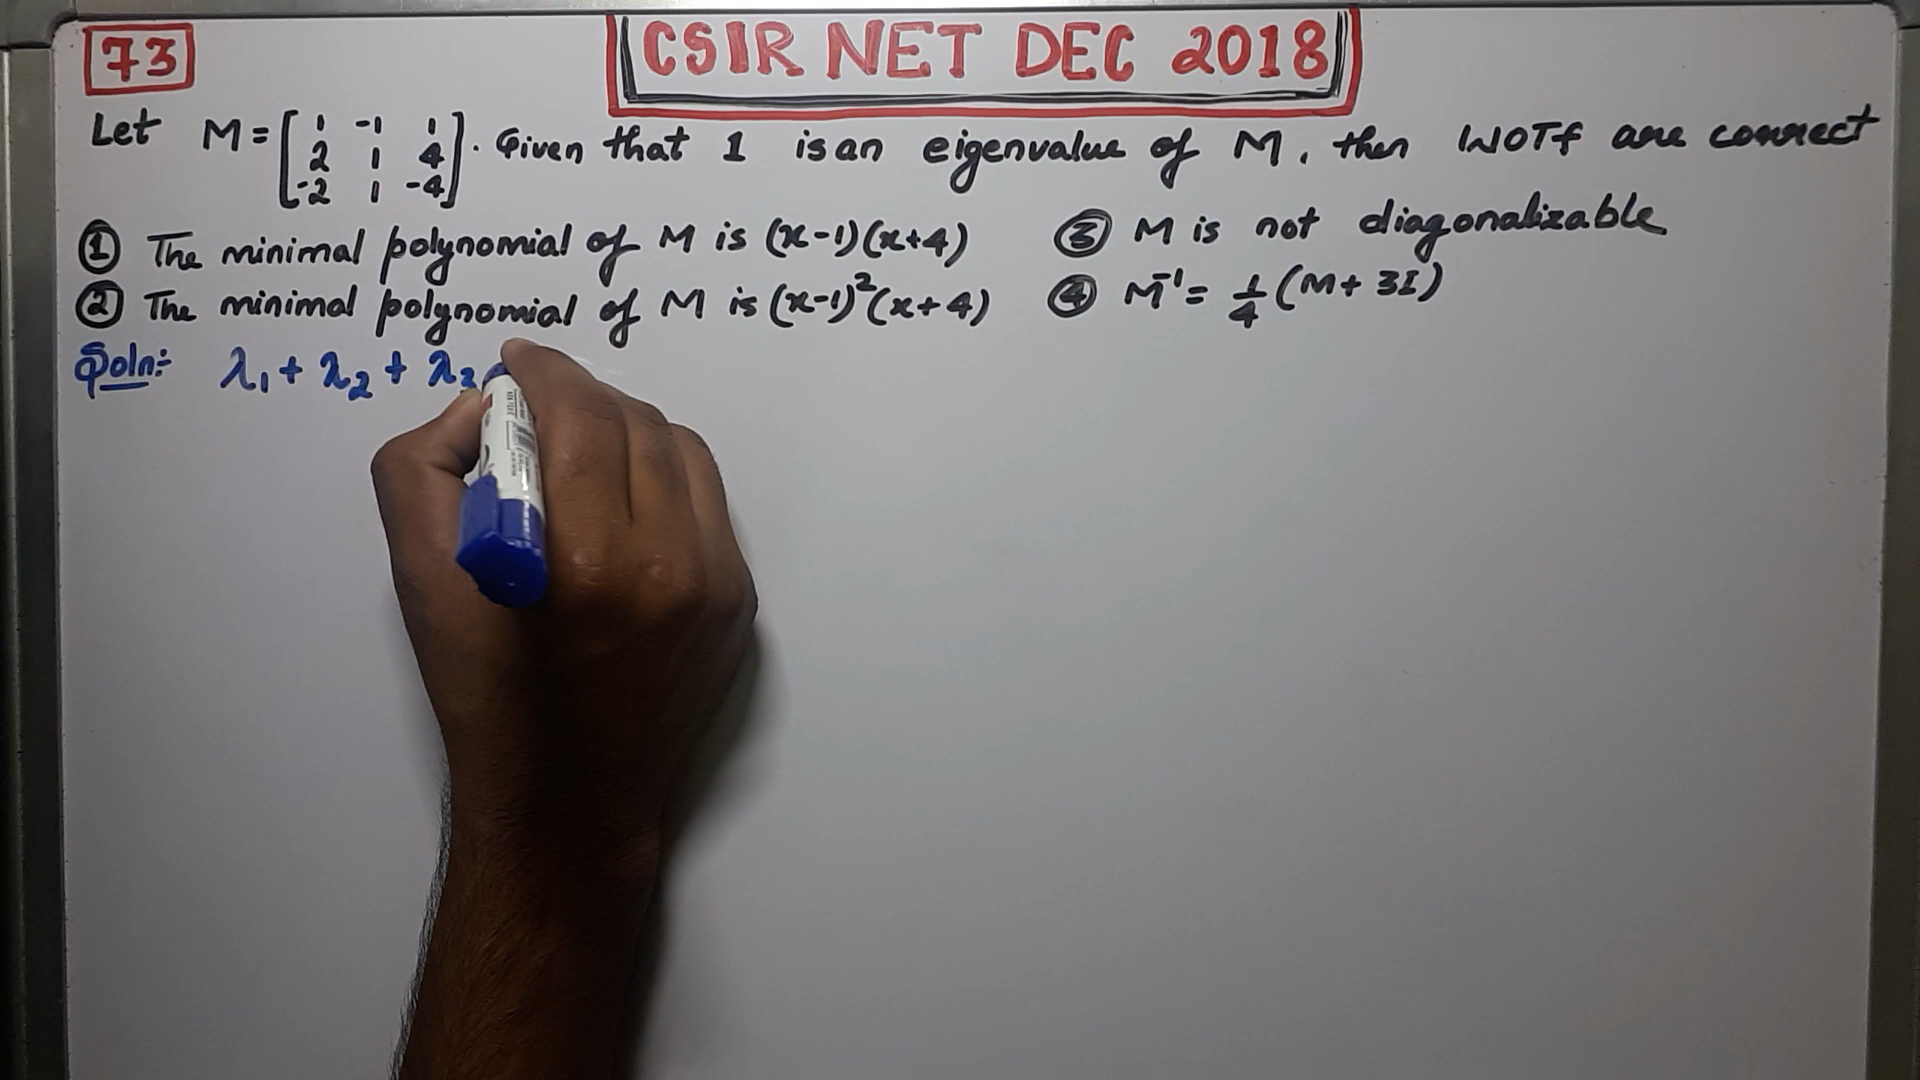 73
CSIR NET DEC 2018
Let M = [1 -1 1; 2 1 4; -2 1 -4]. Given that 1 is an eigenvalue of M, then WOTF are correct
① The minimal polynomial of M is (x-1)(x+4)
② The minimal polynomial of M is (x-1)²(x+4)
③ M is not diagonalizable
④ M⁻¹ = 1/4 (M + 3I)
Soln:- λ₁ + λ₂ + λ₃